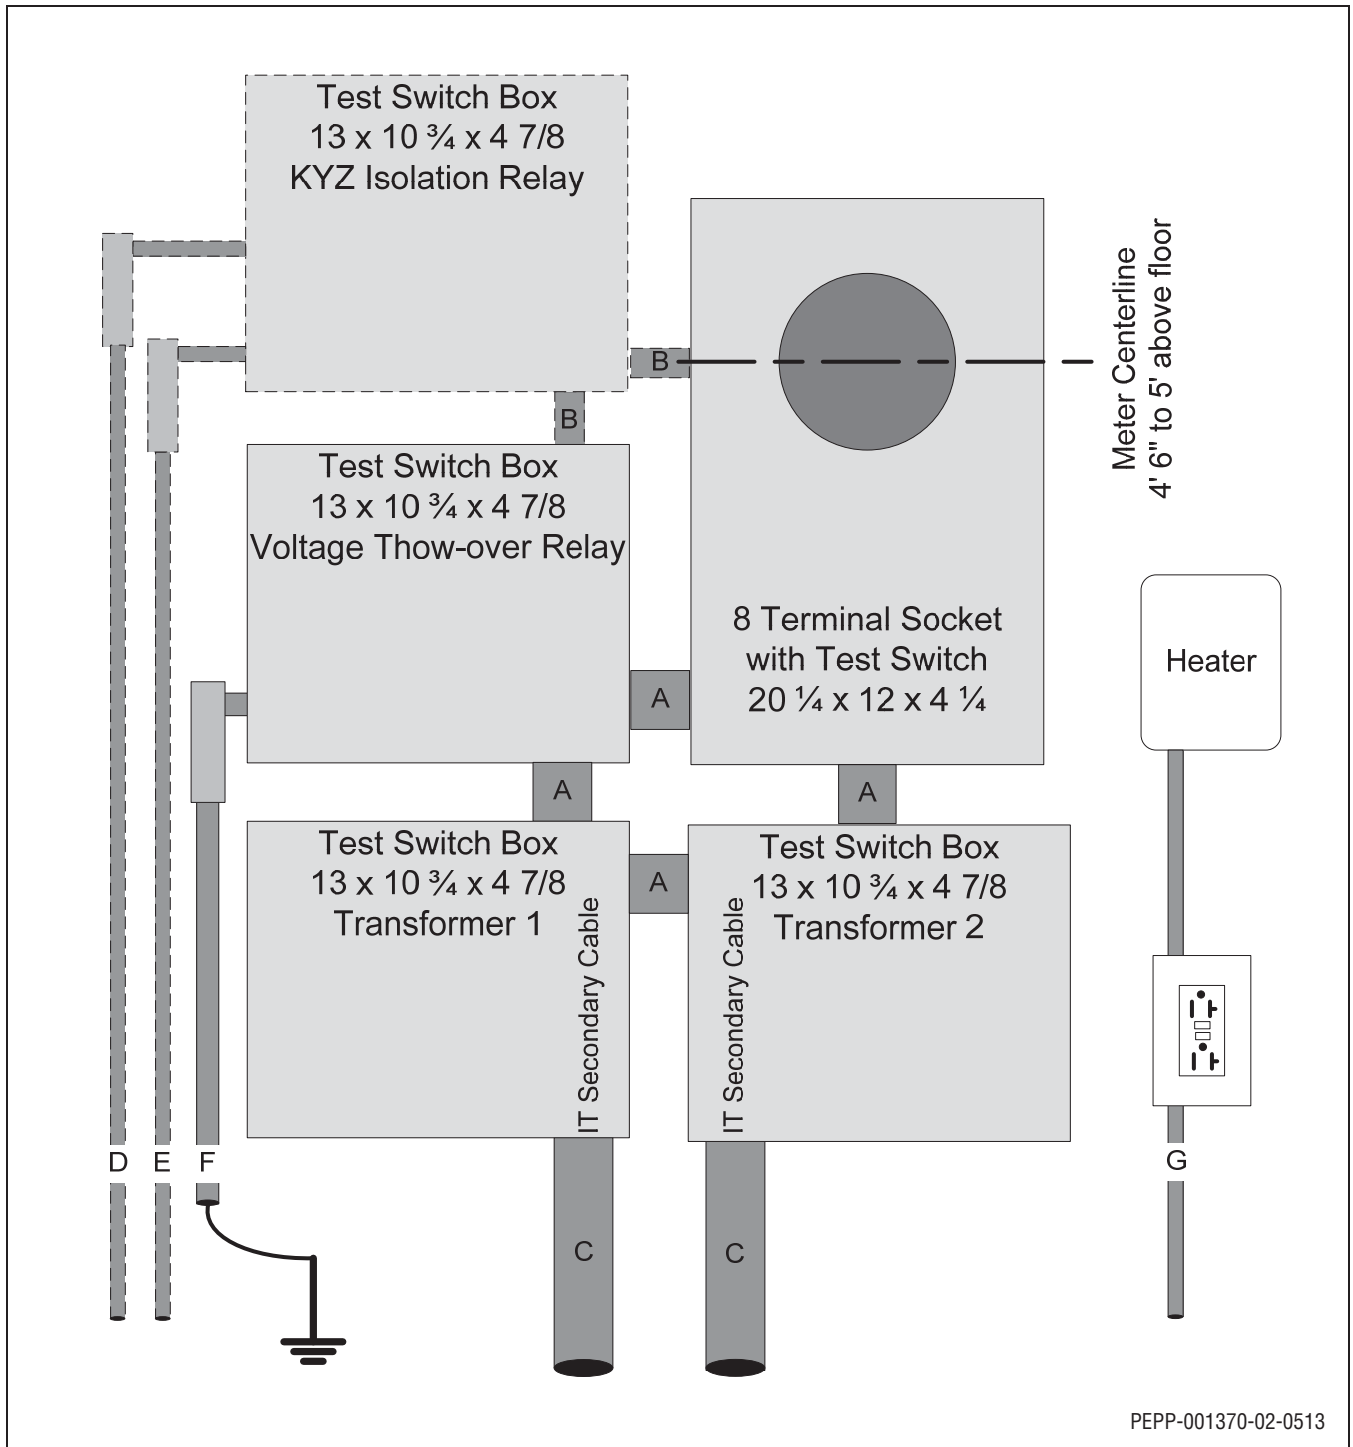 Test Switch Box
13 x 10 ¾ x 4 7/8
KYZ Isolation Relay
B
B
Meter Centerline
4' 6" to 5' above floor
Test Switch Box
13 x 10 ¾ x 4 7/8
Voltage Thow-over Relay
8 Terminal Socket
with Test Switch
20 ¼ x 12 x 4 ¼
Heater
A
A
A
Test Switch Box
13 x 10 ¾ x 4 7/8
Transformer 1
IT Secondary Cable
A
Test Switch Box
13 x 10 ¾ x 4 7/8
Transformer 2
IT Secondary Cable
D
E
F
G
C
C
PEPP-001370-02-0513